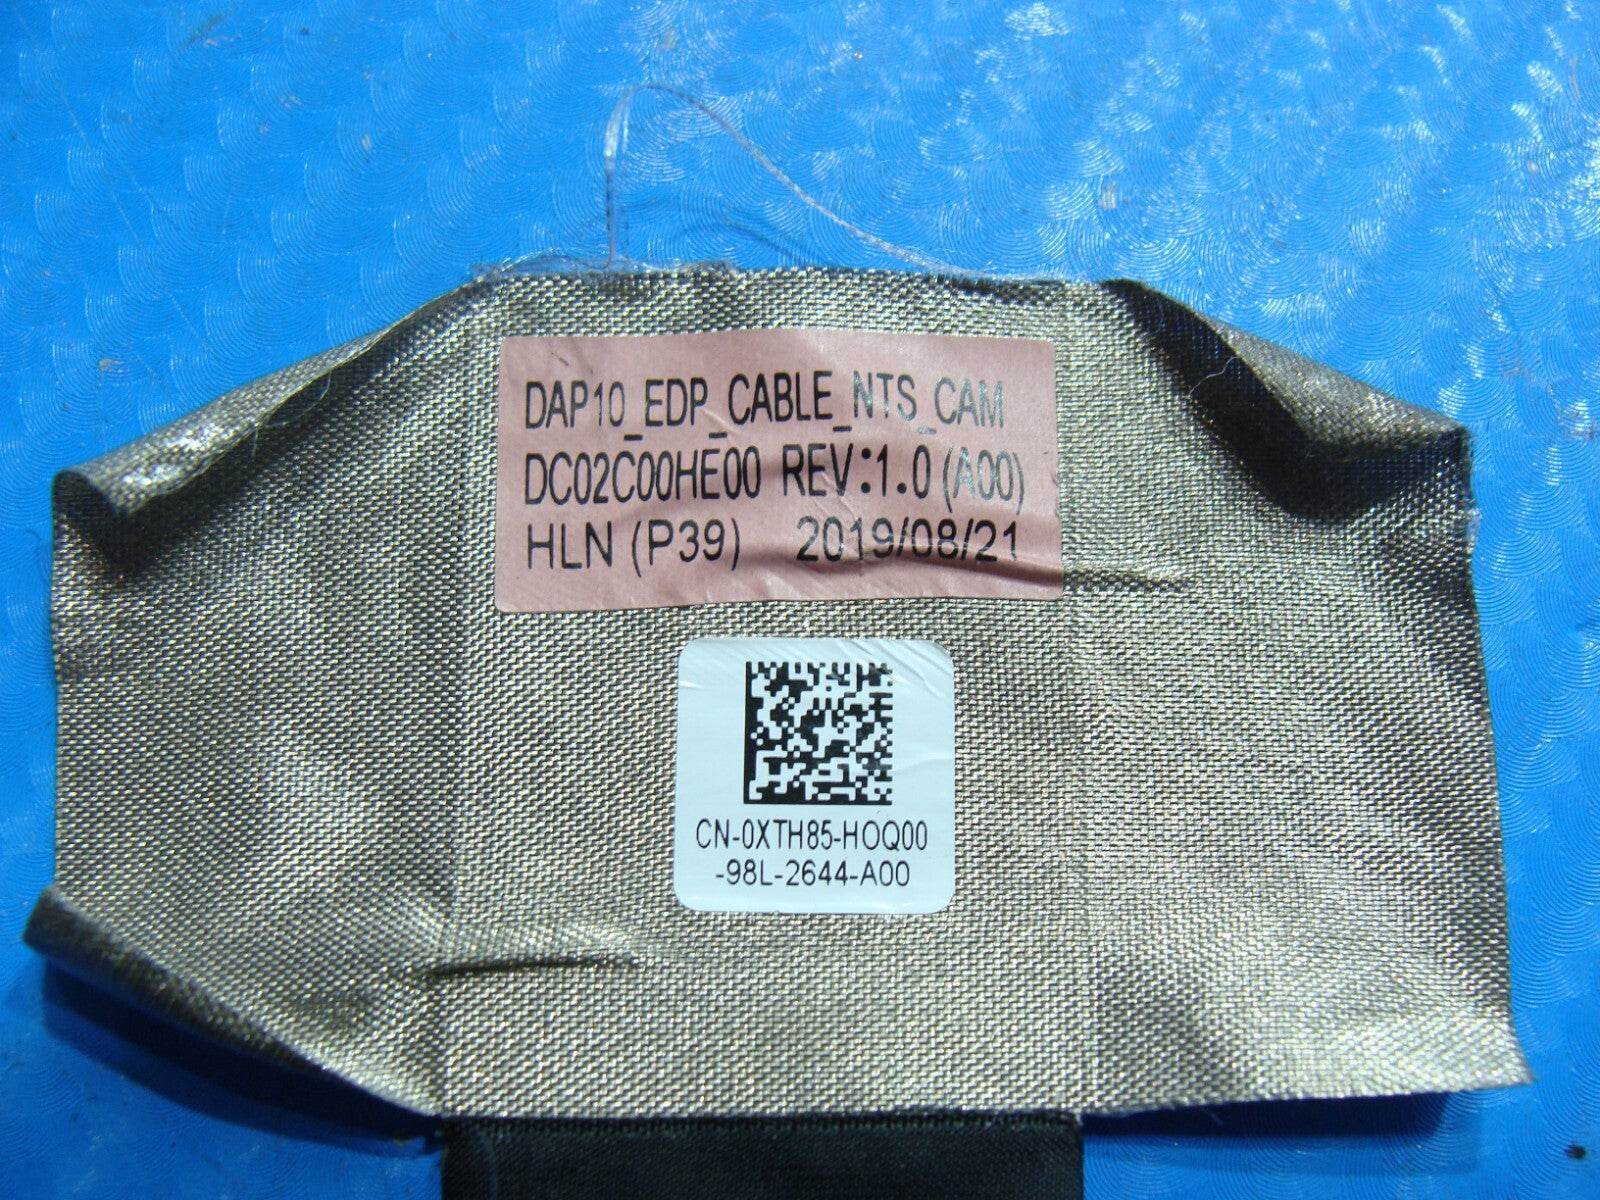 DAP10_EDP_CABLE_NTS_CAM
DC02C00HE00 REV:1.0 (A00)
HLN (P39) 2019/08/21
CN-0XTH85-HOQ00
-98L-2644-A00